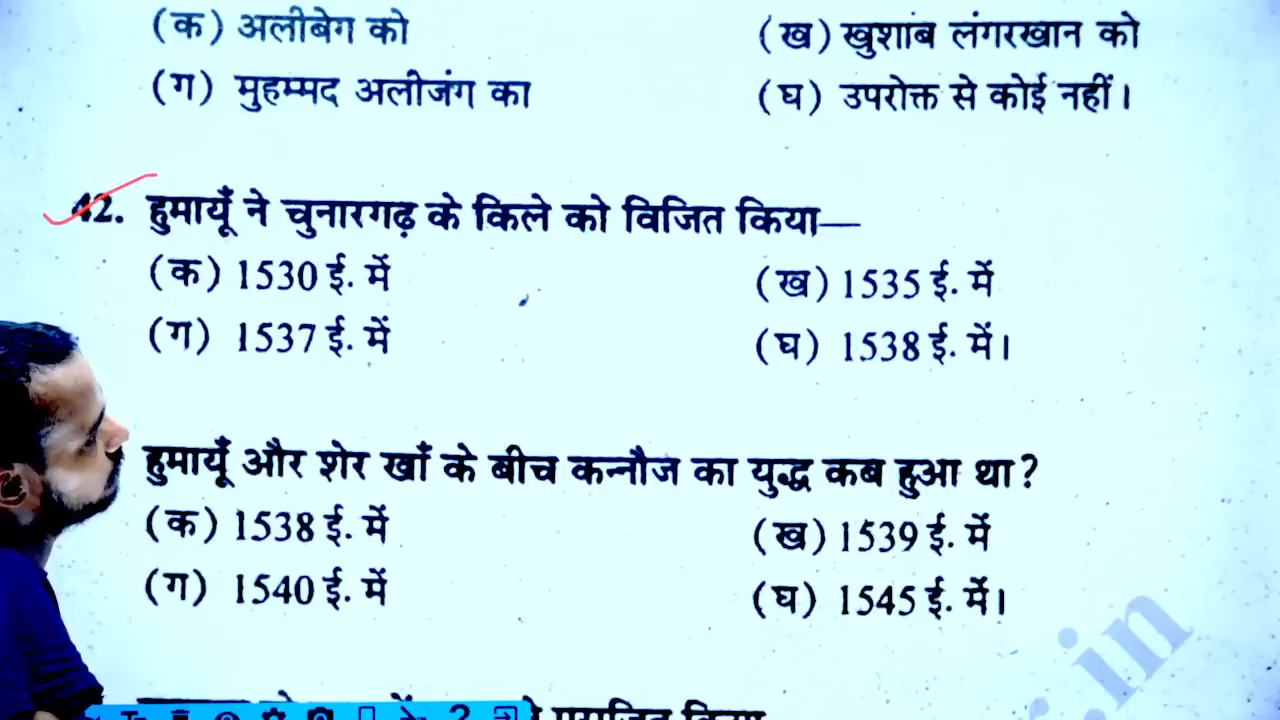 (क) अलीबेग को (ख) खुशाब लंगरखान को
(ग) मुहम्मद अलीजंग का (घ) उपरोक्त से कोई नहीं।
42. हुमायूँ ने चुनारगढ़ के किले को विजित किया—
(क) 1530 ई. में (ख) 1535 ई. में
(ग) 1537 ई. में (घ) 1538 ई. में।
हुमायूँ और शेर खाँ के बीच कन्नौज का युद्ध कब हुआ था?
(क) 1538 ई. में (ख) 1539 ई. में
(ग) 1540 ई. में (घ) 1545 ई. में।
.in